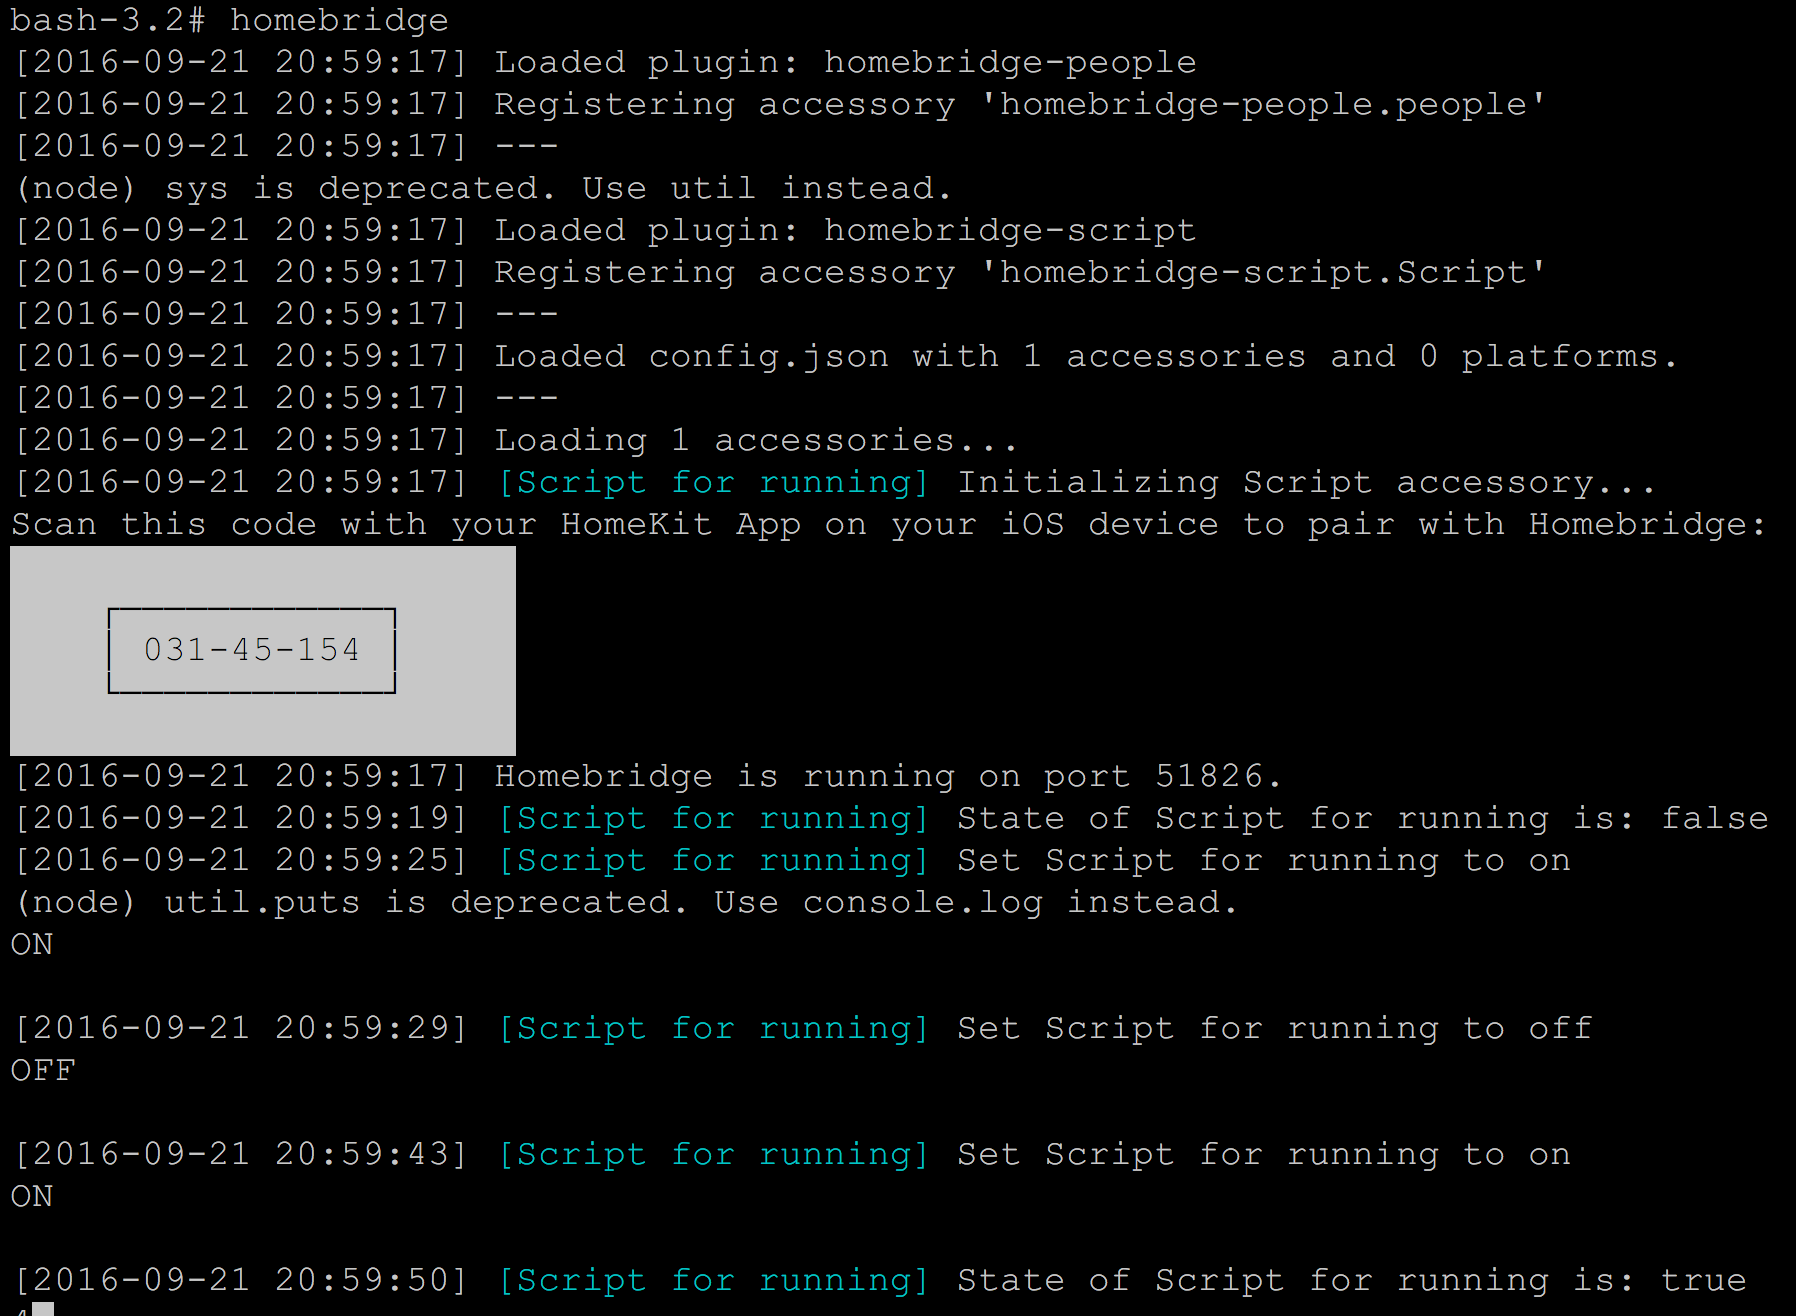 bash-3.2# homebridge
[2016-09-21 20:59:17] Loaded plugin: homebridge-people
[2016-09-21 20:59:17] Registering accessory 'homebridge-people.people'
[2016-09-21 20:59:17] ---
(node) sys is deprecated. Use util instead.
[2016-09-21 20:59:17] Loaded plugin: homebridge-script
[2016-09-21 20:59:17] Registering accessory 'homebridge-script.Script'
[2016-09-21 20:59:17] ---
[2016-09-21 20:59:17] Loaded config.json with 1 accessories and 0 platforms.
[2016-09-21 20:59:17] ---
[2016-09-21 20:59:17] Loading 1 accessories...
[2016-09-21 20:59:17] [Script for running] Initializing Script accessory...
Scan this code with your HomeKit App on your iOS device to pair with Homebridge:
031-45-154
[2016-09-21 20:59:17] Homebridge is running on port 51826.
[2016-09-21 20:59:19] [Script for running] State of Script for running is: false
[2016-09-21 20:59:25] [Script for running] Set Script for running to on
(node) util.puts is deprecated. Use console.log instead.
ON
[2016-09-21 20:59:29] [Script for running] Set Script for running to off
OFF
[2016-09-21 20:59:43] [Script for running] Set Script for running to on
ON
[2016-09-21 20:59:50] [Script for running] State of Script for running is: true